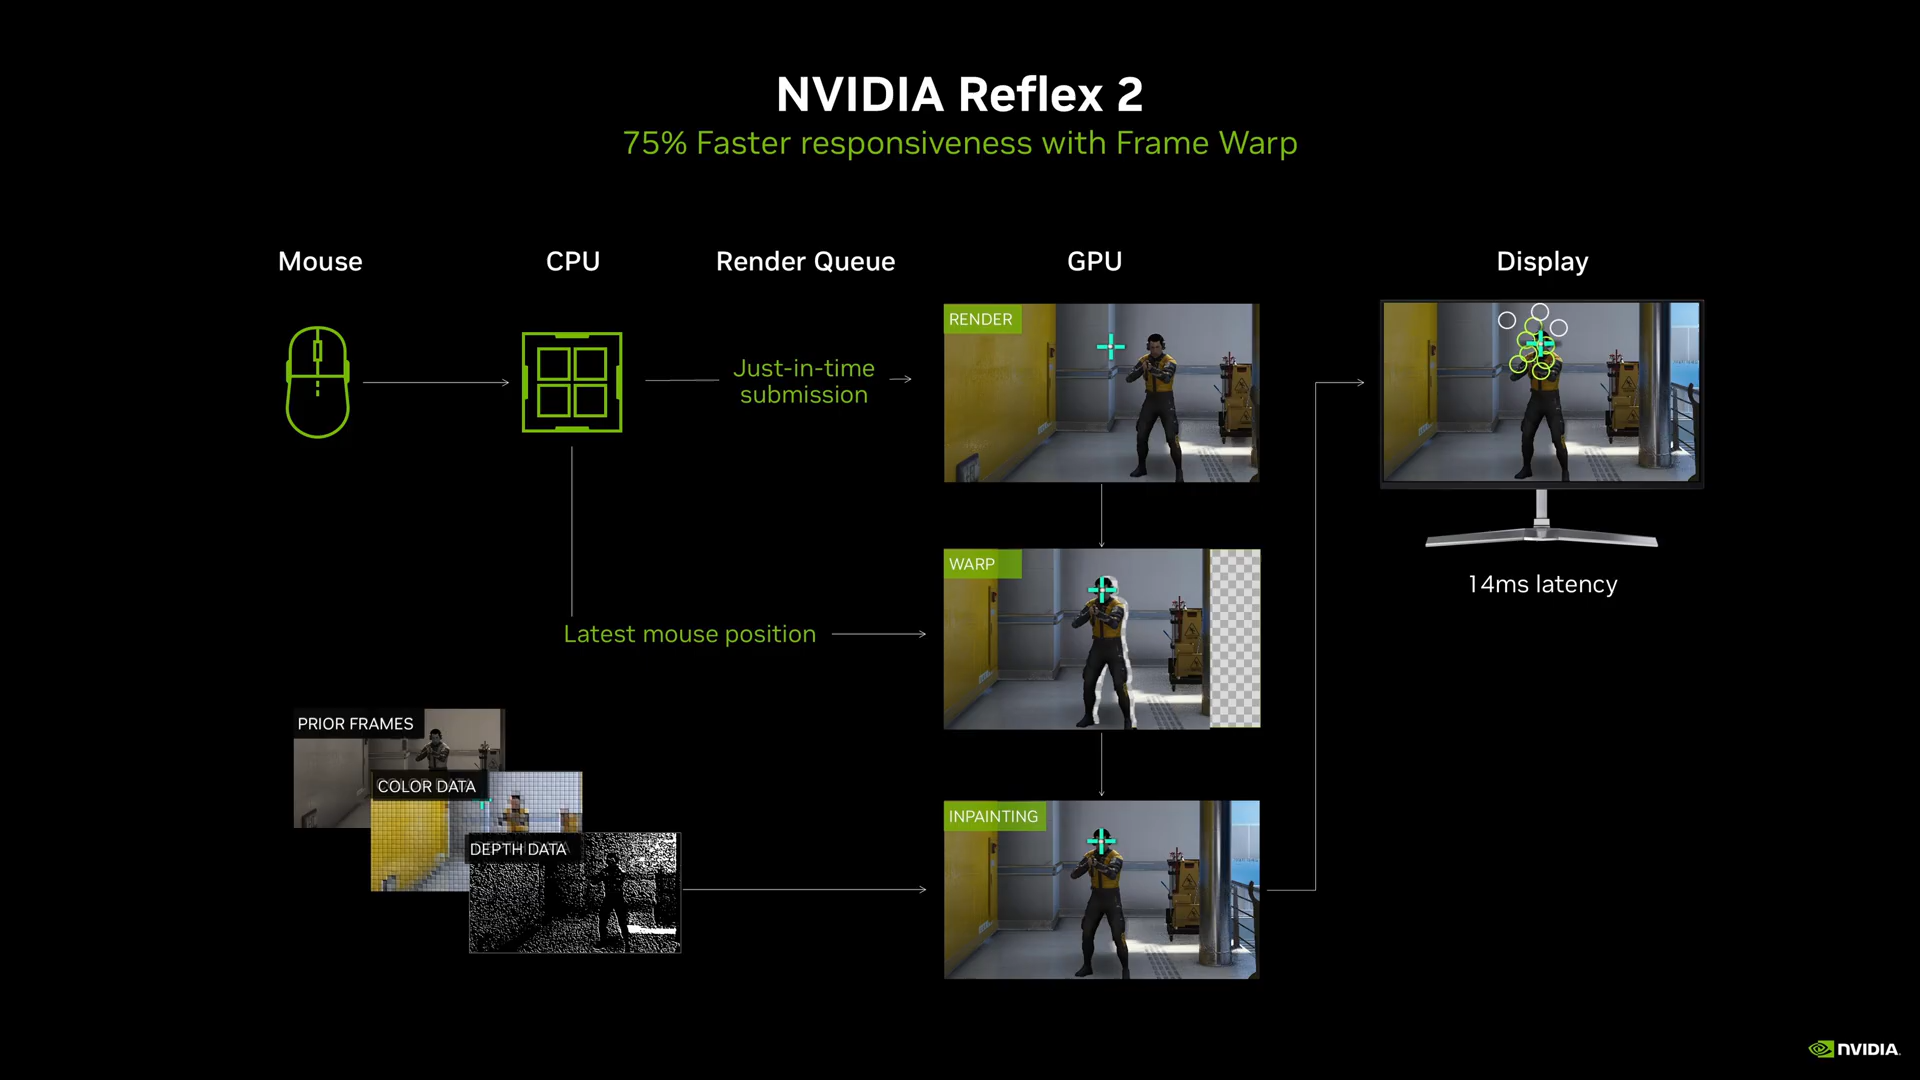 NVIDIA Reflex 2
75% Faster responsiveness with Frame Warp
Mouse
CPU
Render Queue
GPU
Display
RENDER
Just-in-time
submission
WARP
14ms latency
Latest mouse position
PRIOR FRAMES
COLOR DATA
INPAINTING
DEPTH DATA
NVIDIA